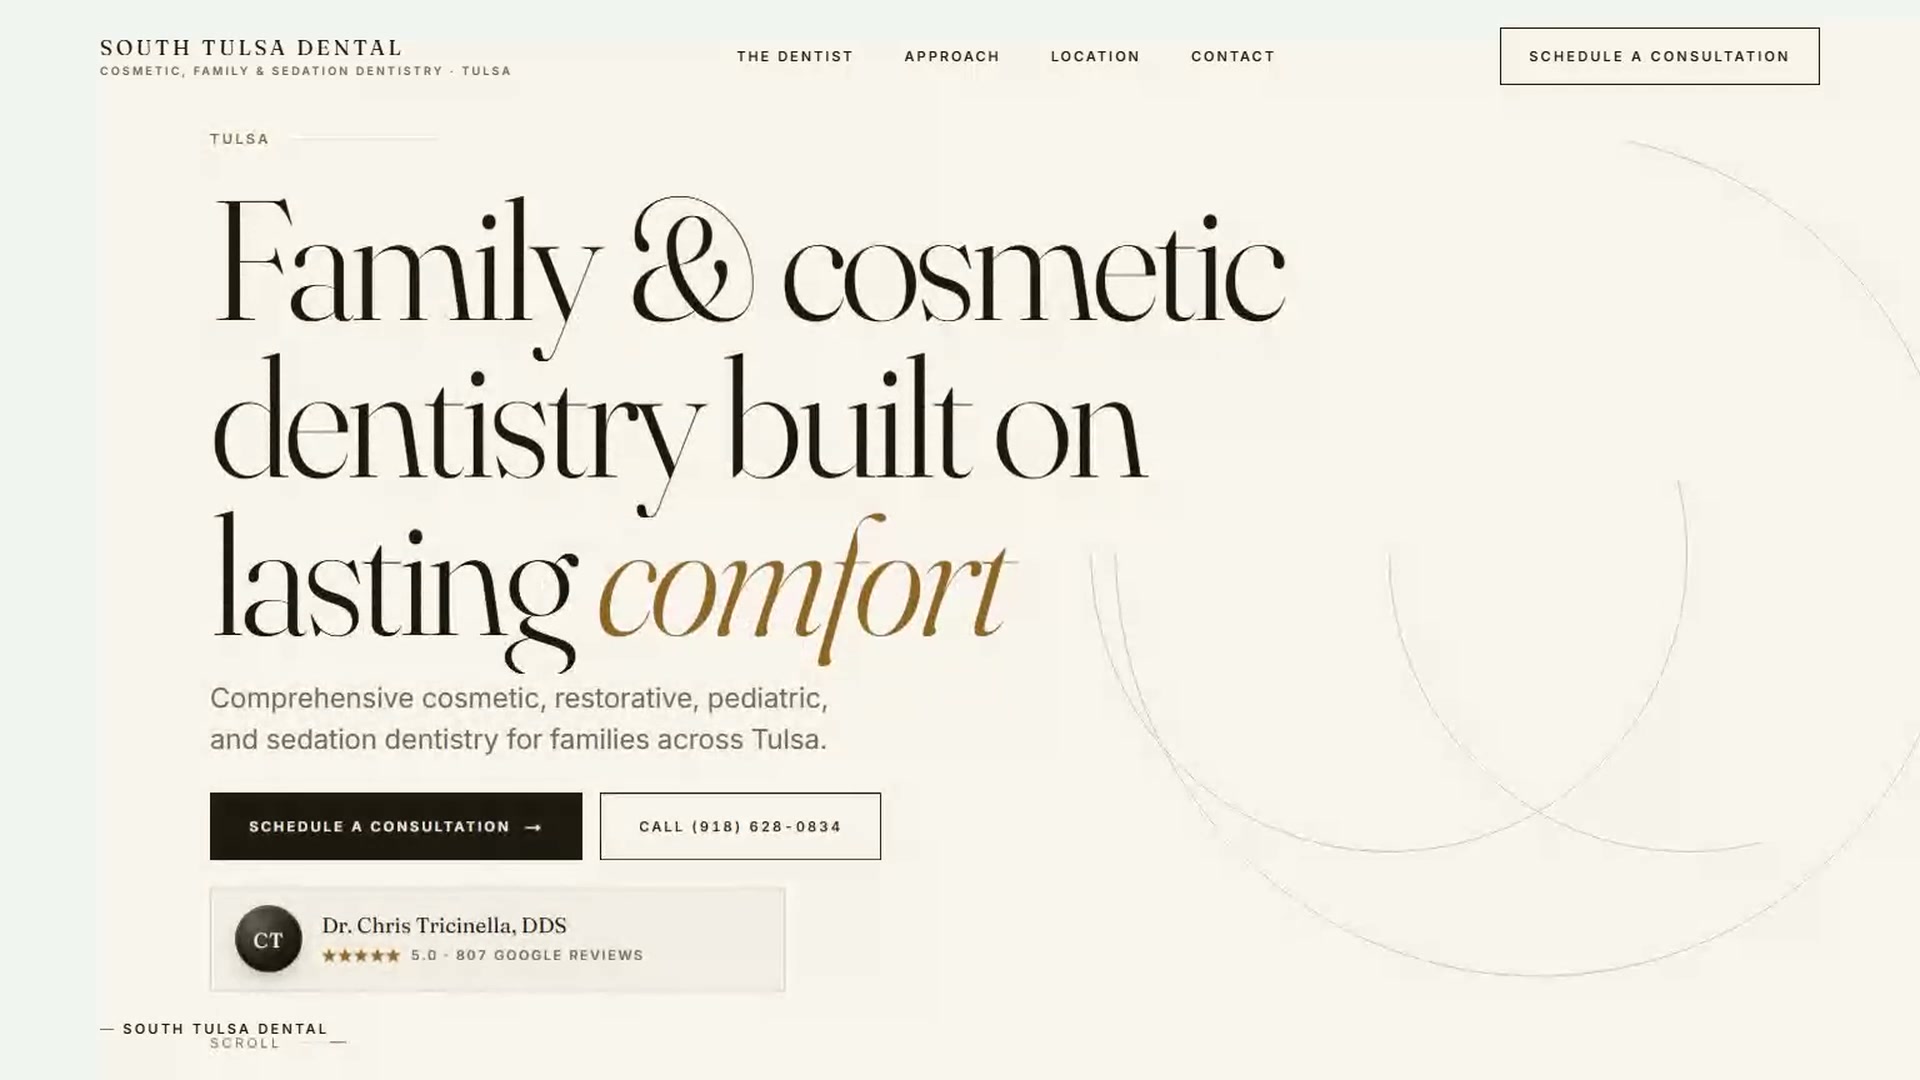 SOUTH TULSA DENTAL
COSMETIC, FAMILY & SEDATION DENTISTRY · TULSA
THE DENTIST
APPROACH
LOCATION
CONTACT
SCHEDULE A CONSULTATION
TULSA
Family & cosmetic
dentistry built on
lasting comfort
Comprehensive cosmetic, restorative, pediatric,
and sedation dentistry for families across Tulsa.
SCHEDULE A CONSULTATION →
CALL (918) 628-0834
CT
Dr. Chris Tricinella, DDS
★★★★★ 5.0 · 807 GOOGLE REVIEWS
— SOUTH TULSA DENTAL
SCROLL